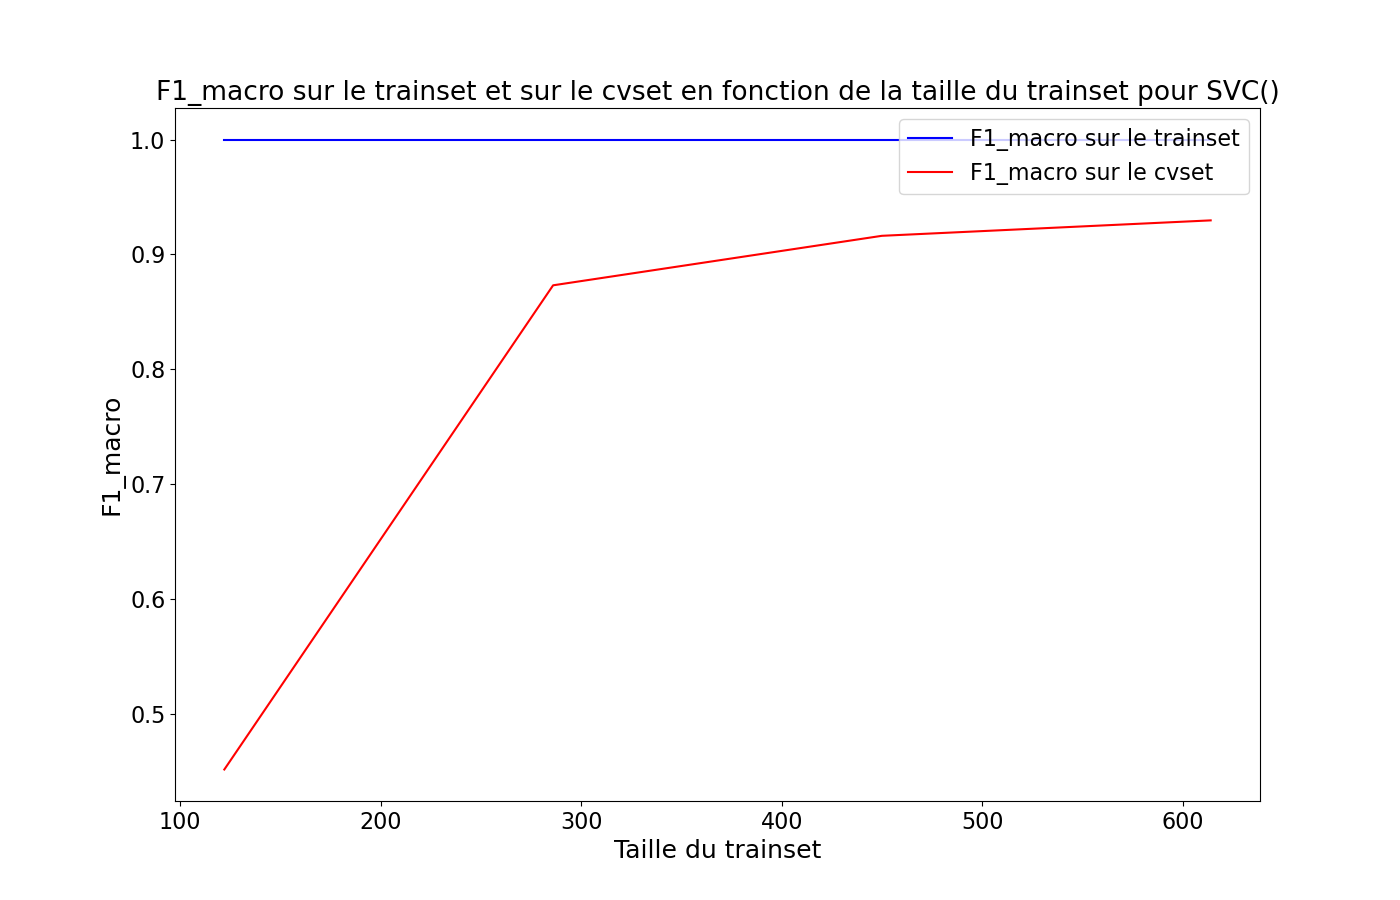 F1_macro sur le trainset et sur le cvset en fonction de la taille du trainset pour SVC()
F1_macro sur le trainset
F1_macro sur le cvset
1.0
0.9
0.8
0.7
0.6
0.5
F1_macro
100 200 300 400 500 600
Taille du trainset